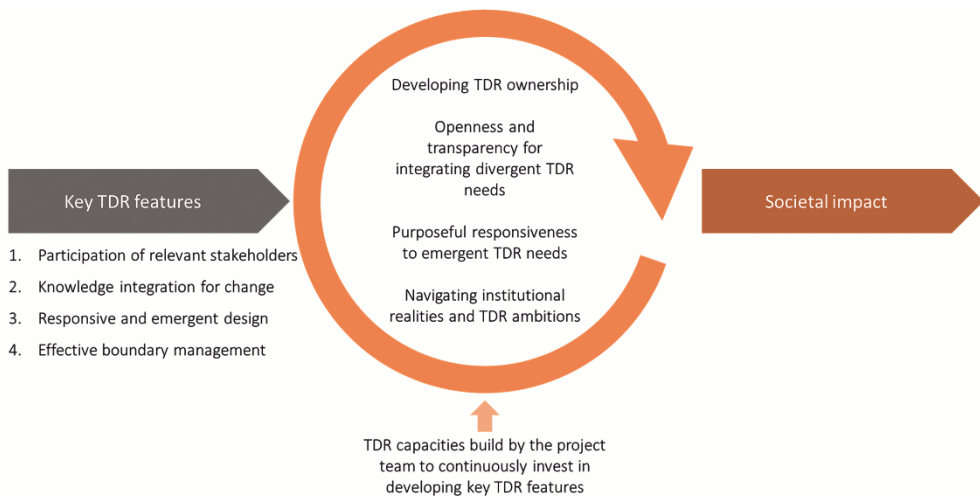 Key TDR features
1. Participation of relevant stakeholders
2. Knowledge integration for change
3. Responsive and emergent design
4. Effective boundary management
Developing TDR ownership
Openness and
transparency for
integrating divergent TDR
needs
Purposeful responsiveness
to emergent TDR needs
Navigating institutional
realities and TDR ambitions
TDR capacities build by the project
team to continuously invest in
developing key TDR features
Societal impact